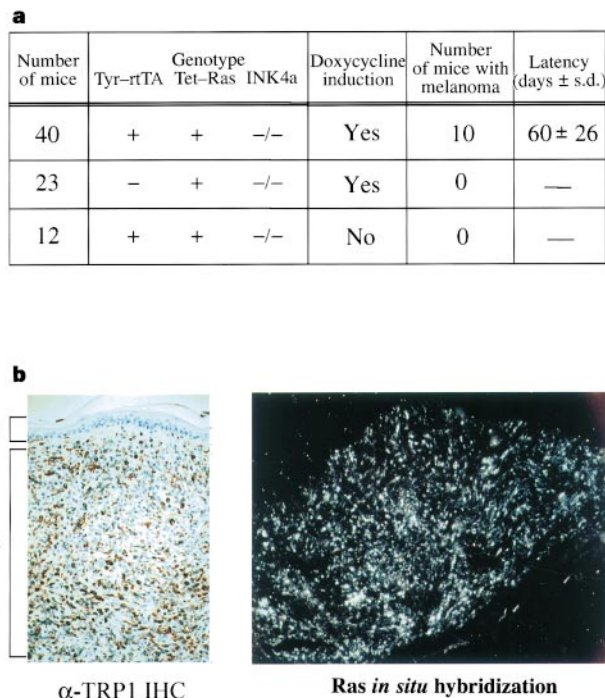 a
Number of mice Genotype Doxycycline induction Number of mice with melanoma Latency (days ± s.d.)
Tyr–rtTA Tet–Ras INK4a
40 + + –/– Yes 10 60 ± 26
23 – + –/– Yes 0 —
12 + + –/– No 0 —
b
α-TRP1 IHC
Ras in situ hybridization